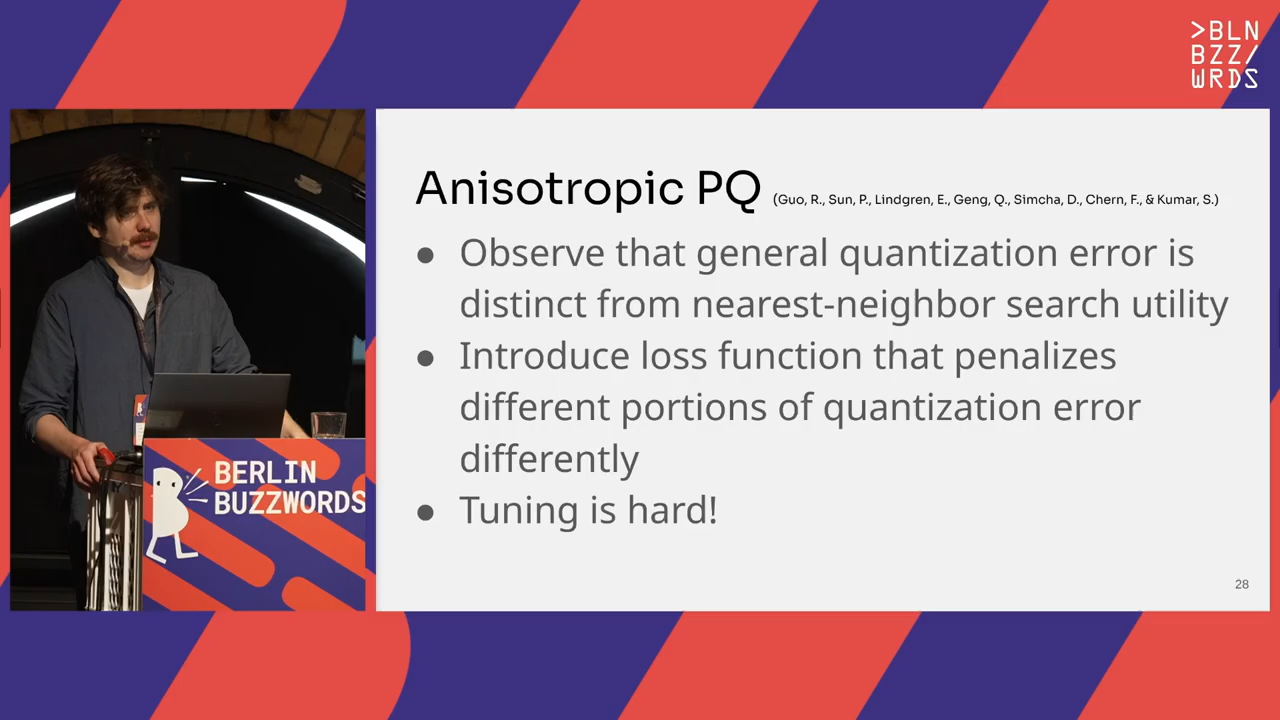 >BLN
BZZ/
WRDS
Anisotropic PQ (Guo, R., Sun, P., Lindgren, E., Geng, Q., Simcha, D., Chern, F., & Kumar, S.)
● Observe that general quantization error is
distinct from nearest-neighbor search utility
● Introduce loss function that penalizes
different portions of quantization error
differently
● Tuning is hard!
28
BERLIN
BUZZWORDS